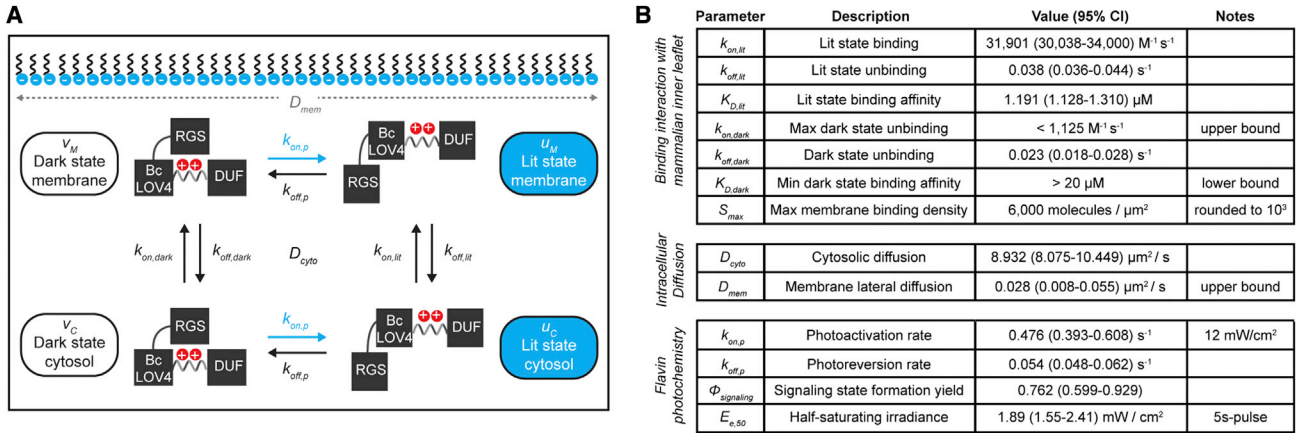 A
D_mem
RGS
Bc
LOV4
DUF
v_M
Dark state
membrane
k_on,p
k_off,p
Bc
LOV4
DUF
RGS
u_M
Lit state
membrane
k_on,dark
k_off,dark
D_cyto
k_on,lit
k_off,lit
v_C
Dark state
cytosol
RGS
Bc
LOV4
DUF
k_on,p
k_off,p
Bc
LOV4
DUF
RGS
u_C
Lit state
cytosol
B
Parameter Description Value (95% CI) Notes
Binding interaction with
mammalian inner leaflet
k_on,lit Lit state binding 31,901 (30,038-34,000) M⁻¹ s⁻¹
k_off,lit Lit state unbinding 0.038 (0.036-0.044) s⁻¹
K_D,lit Lit state binding affinity 1.191 (1.128-1.310) µM
k_on,dark Max dark state unbinding < 1,125 M⁻¹ s⁻¹ upper bound
k_off,dark Dark state unbinding 0.023 (0.018-0.028) s⁻¹
K_D,dark Min dark state binding affinity > 20 µM lower bound
S_max Max membrane binding density 6,000 molecules / µm² rounded to 10³
Intracellular
Diffusion
D_cyto Cytosolic diffusion 8.932 (8.075-10.449) µm² / s
D_mem Membrane lateral diffusion 0.028 (0.008-0.055) µm² / s upper bound
Flavin
photochemistry
k_on,p Photoactivation rate 0.476 (0.393-0.608) s⁻¹ 12 mW/cm²
k_off,p Photoreversion rate 0.054 (0.048-0.062) s⁻¹
Φ_signaling Signaling state formation yield 0.762 (0.599-0.929)
E_e,50 Half-saturating irradiance 1.89 (1.55-2.41) mW / cm² 5s-pulse